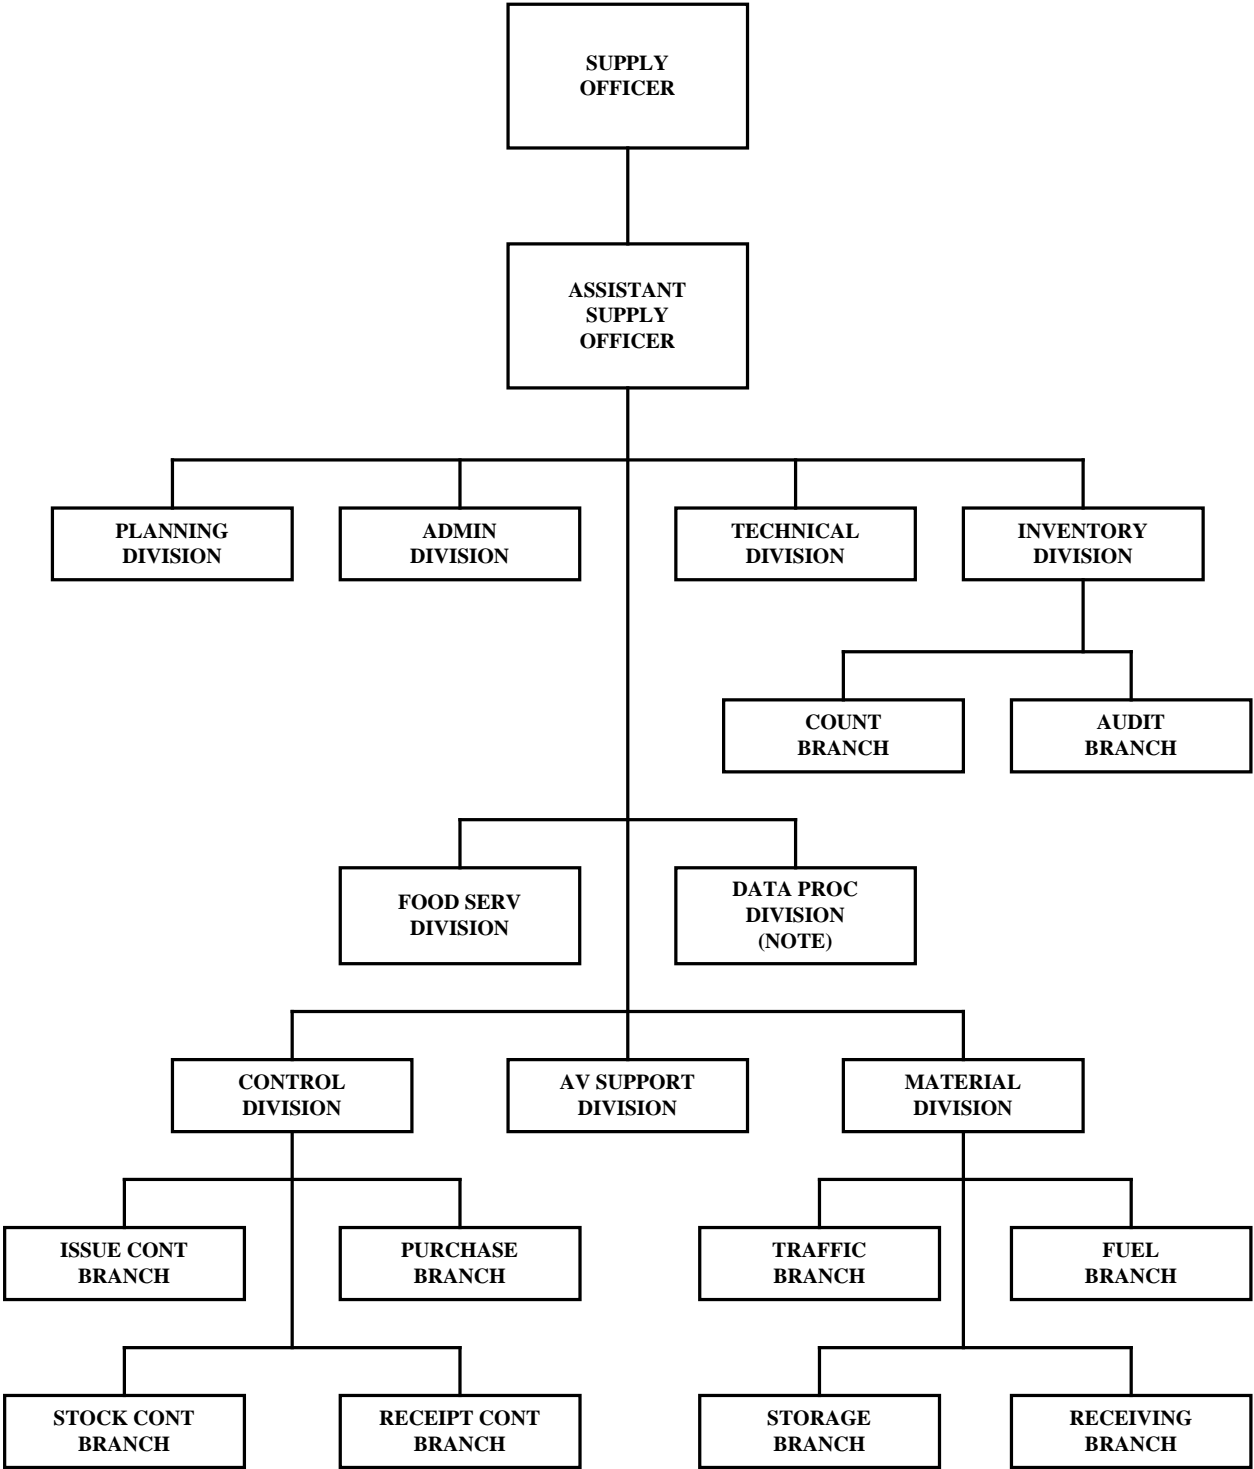 SUPPLY
OFFICER
ASSISTANT
SUPPLY
OFFICER
PLANNING
DIVISION
ADMIN
DIVISION
TECHNICAL
DIVISION
INVENTORY
DIVISION
COUNT
BRANCH
AUDIT
BRANCH
FOOD SERV
DIVISION
DATA PROC
DIVISION
(NOTE)
CONTROL
DIVISION
AV SUPPORT
DIVISION
MATERIAL
DIVISION
ISSUE CONT
BRANCH
PURCHASE
BRANCH
TRAFFIC
BRANCH
FUEL
BRANCH
STOCK CONT
BRANCH
RECEIPT CONT
BRANCH
STORAGE
BRANCH
RECEIVING
BRANCH